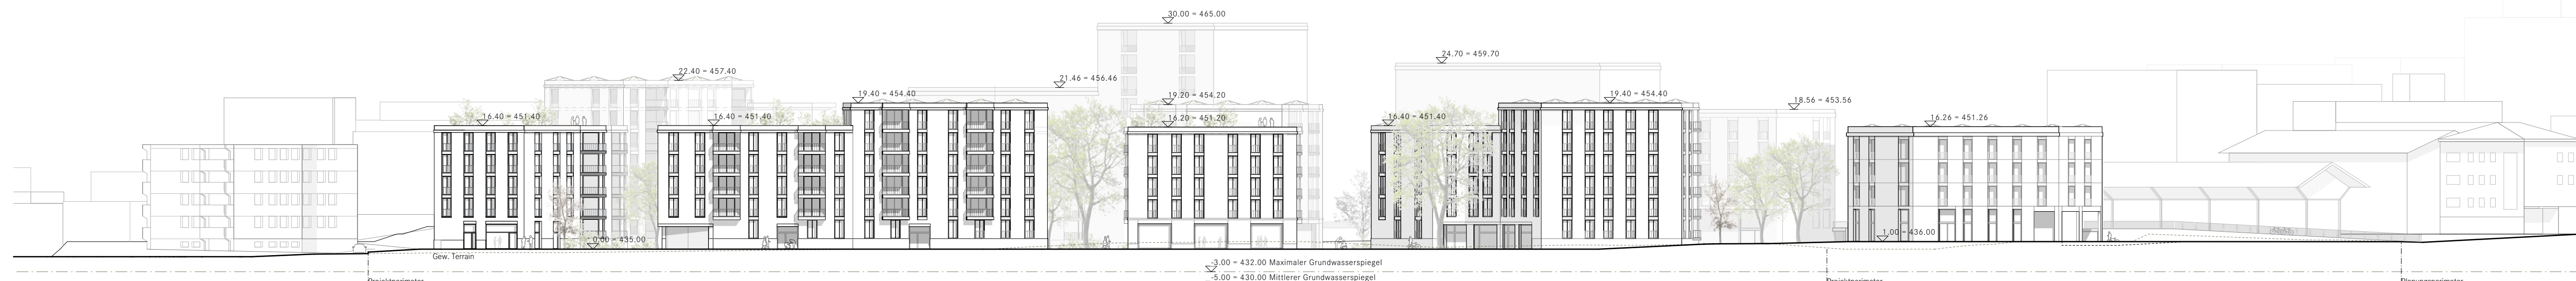 30.00 = 465.00
24.70 = 459.70
22.40 = 457.40
21.46 = 456.46
19.40 = 454.40
19.20 = 454.20
19.40 = 454.40
18.56 = 453.56
16.40 = 451.40
16.40 = 451.40
16.20 = 451.20
16.40 = 451.40
16.26 = 451.26
0.00 = 435.00
1.00 = 436.00
Gew. Terrain
-3.00 = 432.00 Maximaler Grundwasserspiegel
-5.00 = 430.00 Mittlerer Grundwasserspiegel
Projektperimeter
Projektperimeter
Planungsperimeter